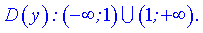 D(y) : (-∞;1) ⋃ (1;+∞).